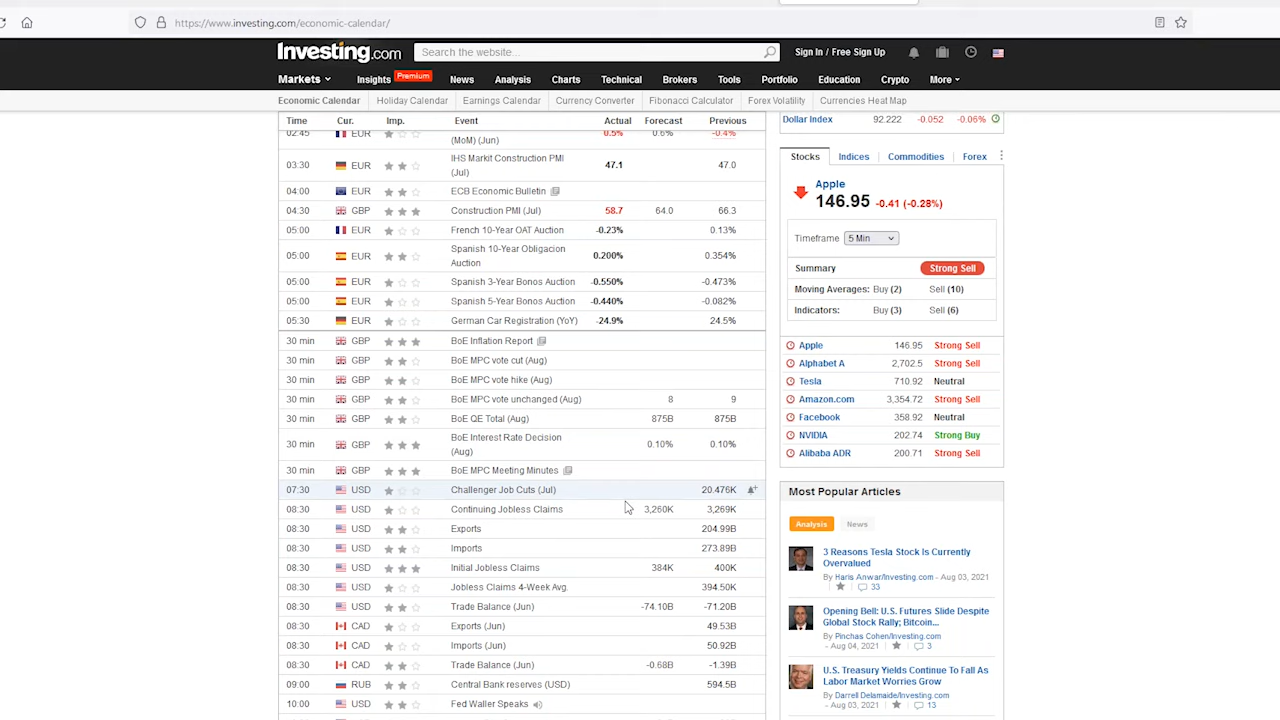 https://www.investing.com/economic-calendar/
Investing.com
Search the website...
Sign In / Free Sign Up
Markets
Insights
Premium
News
Analysis
Charts
Technical
Brokers
Tools
Portfolio
Education
Crypto
More
Economic Calendar
Holiday Calendar
Earnings Calendar
Currency Converter
Fibonacci Calculator
Forex Volatility
Currencies Heat Map
Time Cur. Imp. Event Actual Forecast Previous
02:45 EUR 0.5% 0.6% -0.4%
(MoM) (Jun)
03:30 EUR IHS Markit Construction PMI 47.1 47.0
(Jul)
04:00 EUR ECB Economic Bulletin
04:30 GBP Construction PMI (Jul) 58.7 64.0 66.3
05:00 EUR French 10-Year OAT Auction -0.23% 0.13%
05:00 EUR Spanish 10-Year Obligacion 0.200% 0.354%
Auction
05:00 EUR Spanish 3-Year Bonos Auction -0.550% -0.473%
05:00 EUR Spanish 5-Year Bonos Auction -0.440% -0.082%
05:30 EUR German Car Registration (YoY) -24.9% 24.5%
30 min GBP BoE Inflation Report
30 min GBP BoE MPC vote cut (Aug)
30 min GBP BoE MPC vote hike (Aug)
30 min GBP BoE MPC vote unchanged (Aug) 8 9
30 min GBP BoE QE Total (Aug) 875B 875B
30 min GBP BoE Interest Rate Decision 0.10% 0.10%
(Aug)
30 min GBP BoE MPC Meeting Minutes
07:30 USD Challenger Job Cuts (Jul) 20.476K
08:30 USD Continuing Jobless Claims 3,260K 3,269K
08:30 USD Exports 204.99B
08:30 USD Imports 273.89B
08:30 USD Initial Jobless Claims 384K 400K
08:30 USD Jobless Claims 4-Week Avg. 394.50K
08:30 USD Trade Balance (Jun) -74.10B -71.20B
08:30 CAD Exports (Jun) 49.53B
08:30 CAD Imports (Jun) 50.92B
08:30 CAD Trade Balance (Jun) -0.68B -1.39B
09:00 RUB Central Bank reserves (USD) 594.5B
10:00 USD Fed Waller Speaks
Dollar Index 92.222 -0.052 -0.06%
Stocks Indices Commodities Forex
Apple
146.95 -0.41 (-0.28%)
Timeframe 5 Min
Summary Strong Sell
Moving Averages: Buy (2) Sell (10)
Indicators: Buy (3) Sell (6)
Apple 146.95 Strong Sell
Alphabet A 2,702.5 Strong Sell
Tesla 710.92 Neutral
Amazon.com 3,354.72 Strong Sell
Facebook 358.92 Neutral
NVIDIA 202.74 Strong Buy
Alibaba ADR 200.71 Strong Sell
Most Popular Articles
Analysis News
3 Reasons Tesla Stock Is Currently
Overvalued
By Haris Anwar/Investing.com - Aug 03, 2021
33
Opening Bell: U.S. Futures Slide Despite
Global Stock Rally; Bitcoin...
By Pinchas Cohen/Investing.com
- Aug 04, 2021 3
U.S. Treasury Yields Continue To Fall As
Labor Market Worries Grow
By Darrell Delamaide/Investing.com
- Aug 03, 2021 13